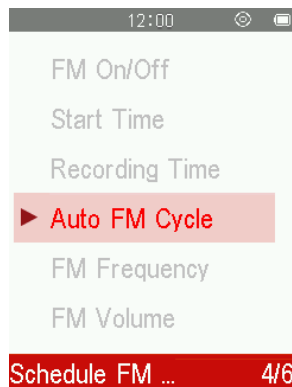 12:00
FM On/Off
Start Time
Recording Time
Auto FM Cycle
FM Frequency
FM Volume
Schedule FM ... 4/6